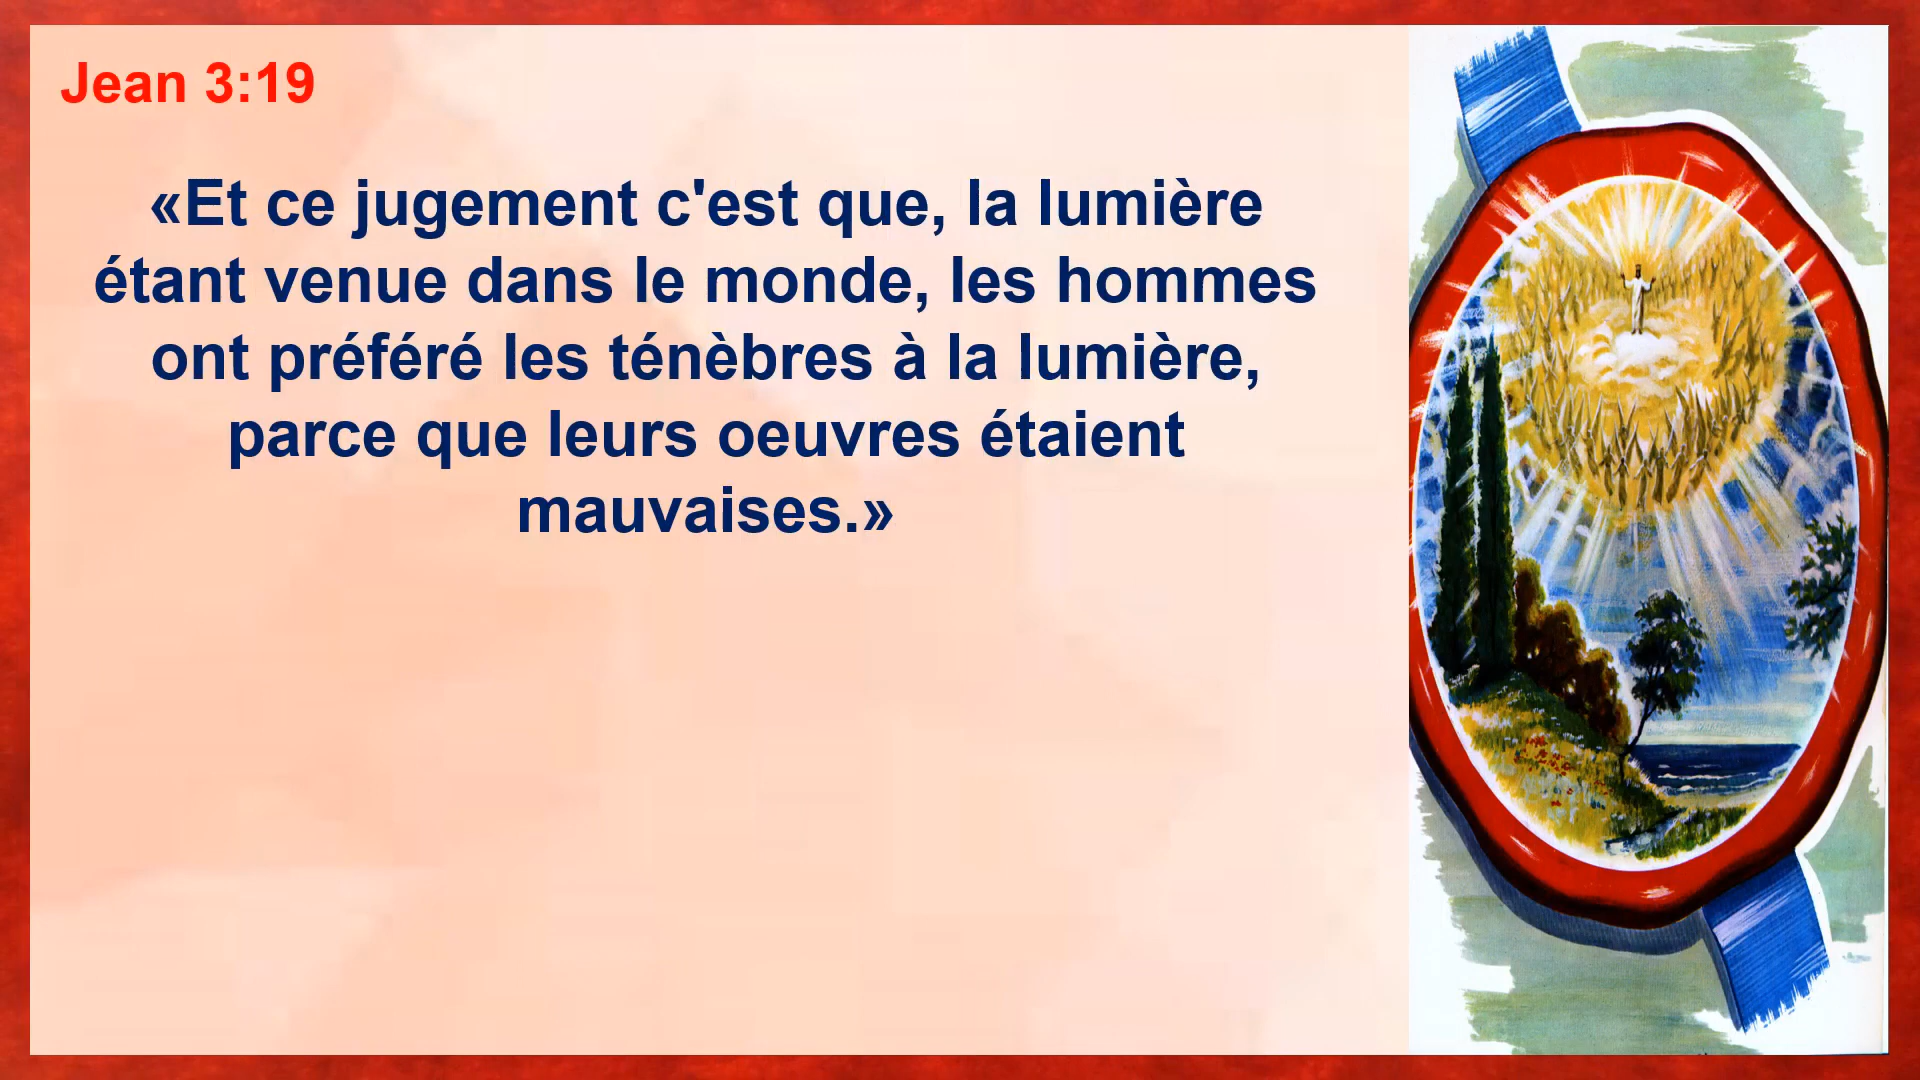 Jean 3:19
«Et ce jugement c'est que, la lumière
étant venue dans le monde, les hommes
ont préféré les ténèbres à la lumière,
parce que leurs oeuvres étaient
mauvaises.»